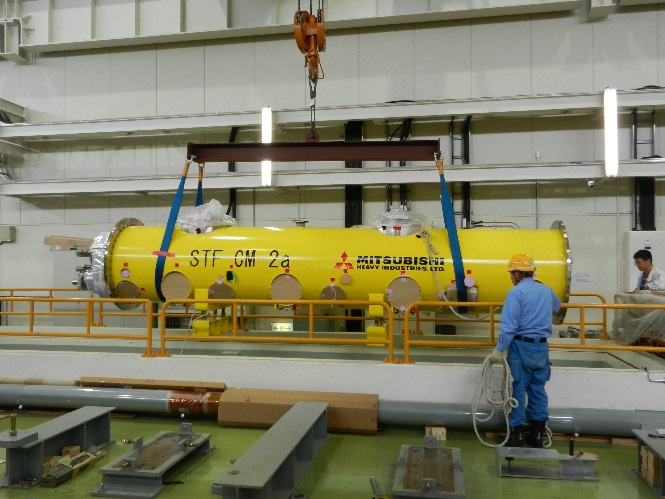 STF CM 2a
MITSUBISHI
HEAVY INDUSTRIES, LTD.